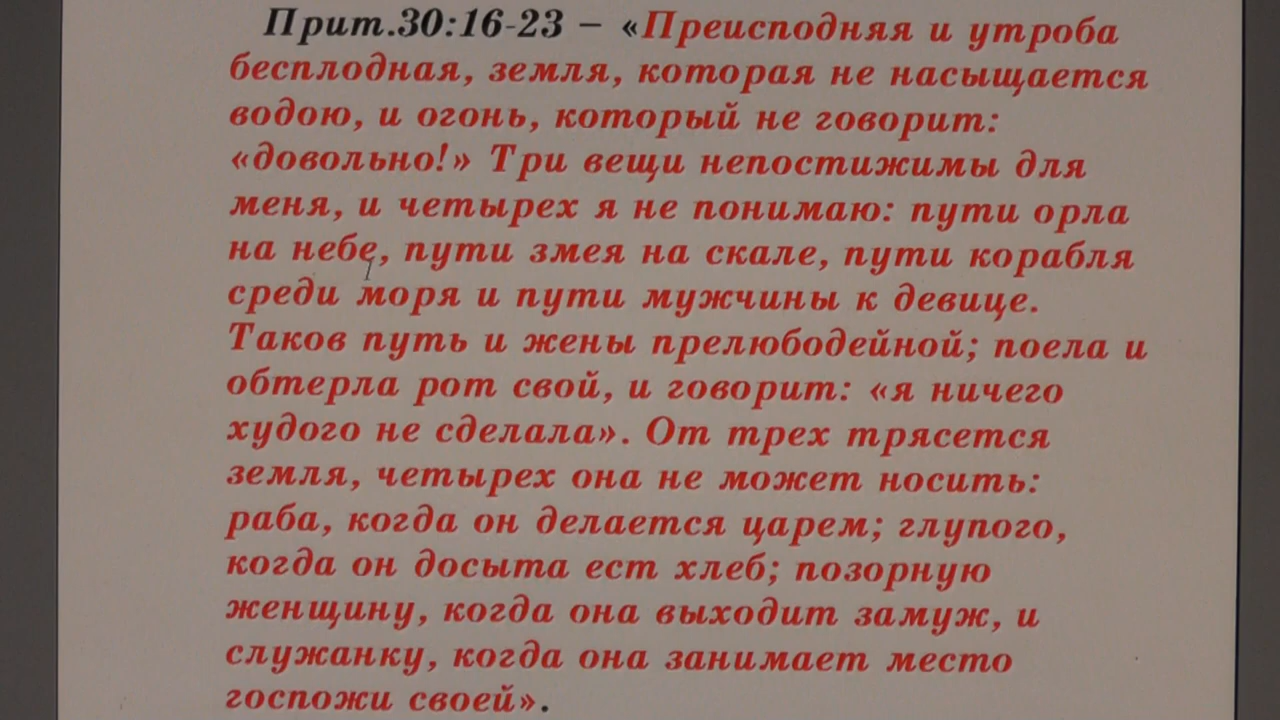 Прит.30:16-23 – «Преисподняя и утроба
бесплодная, земля, которая не насыщается
водою, и огонь, который не говорит:
«довольно!» Три вещи непостижимы для
меня, и четырех я не понимаю: пути орла
на небе, пути змея на скале, пути корабля
среди моря и пути мужчины к девице.
Таков путь и жены прелюбодейной; поела и
обтерла рот свой, и говорит: «я ничего
худого не сделала». От трех трясется
земля, четырех она не может носить:
раба, когда он делается царем; глупого,
когда он досыта ест хлеб; позорную
женщину, когда она выходит замуж, и
служанку, когда она занимает место
госпожи своей».